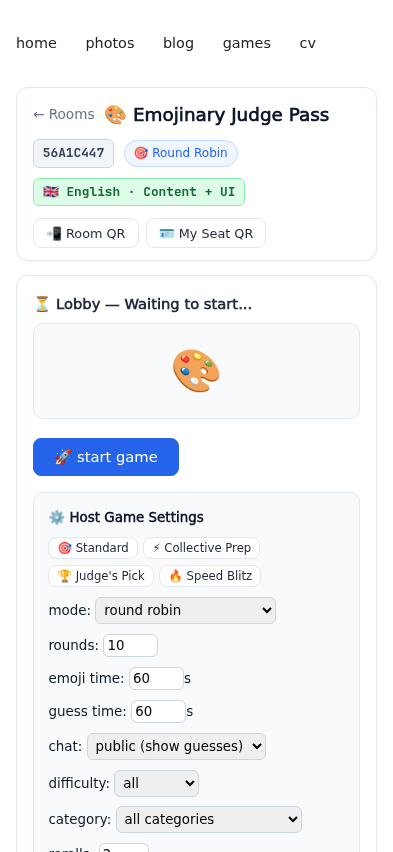 home photos blog games cv
← Rooms 🎨 Emojinary Judge Pass
56A1C447 🎯 Round Robin
🇬🇧 English · Content + UI
📲 Room QR 🪪 My Seat QR
⏳ Lobby — Waiting to start...
🚀 start game
⚙️ Host Game Settings
🎯 Standard ⚡ Collective Prep
🏆 Judge's Pick 🔥 Speed Blitz
mode: round robin
rounds: 10
emoji time: 60 s
guess time: 60 s
chat: public (show guesses)
difficulty: all
category: all categories